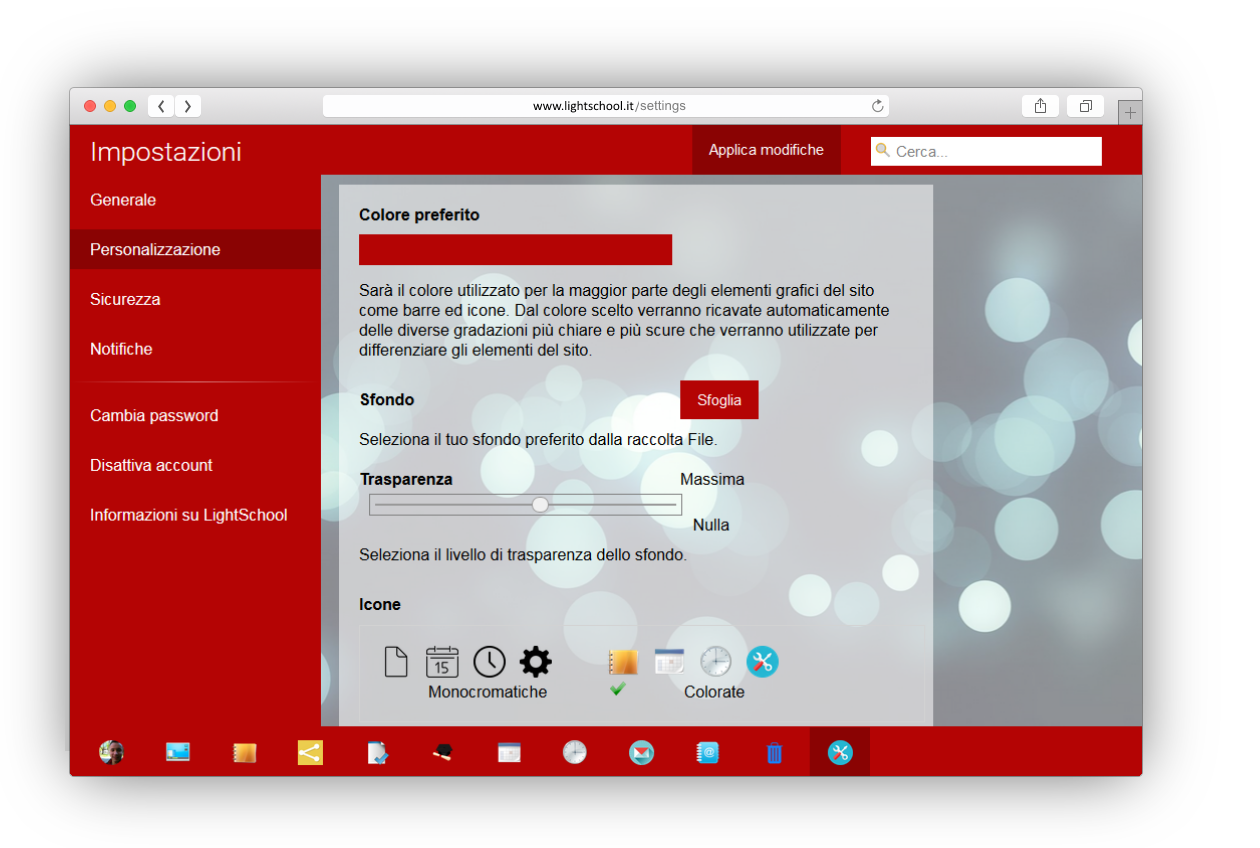 www.lightschool.it/settings
Impostazioni
Applica modifiche
Cerca...
Generale
Personalizzazione
Sicurezza
Notifiche
Cambia password
Disattiva account
Informazioni su LightSchool
Colore preferito
Sarà il colore utilizzato per la maggior parte degli elementi grafici del sito
come barre ed icone. Dal colore scelto verranno ricavate automaticamente
delle diverse gradazioni più chiare e più scure che verranno utilizzate per
differenziare gli elementi del sito.
Sfondo
Sfoglia
Seleziona il tuo sfondo preferito dalla raccolta File.
Trasparenza
Massima
Nulla
Seleziona il livello di trasparenza dello sfondo.
Icone
15
Monocromatiche
Colorate